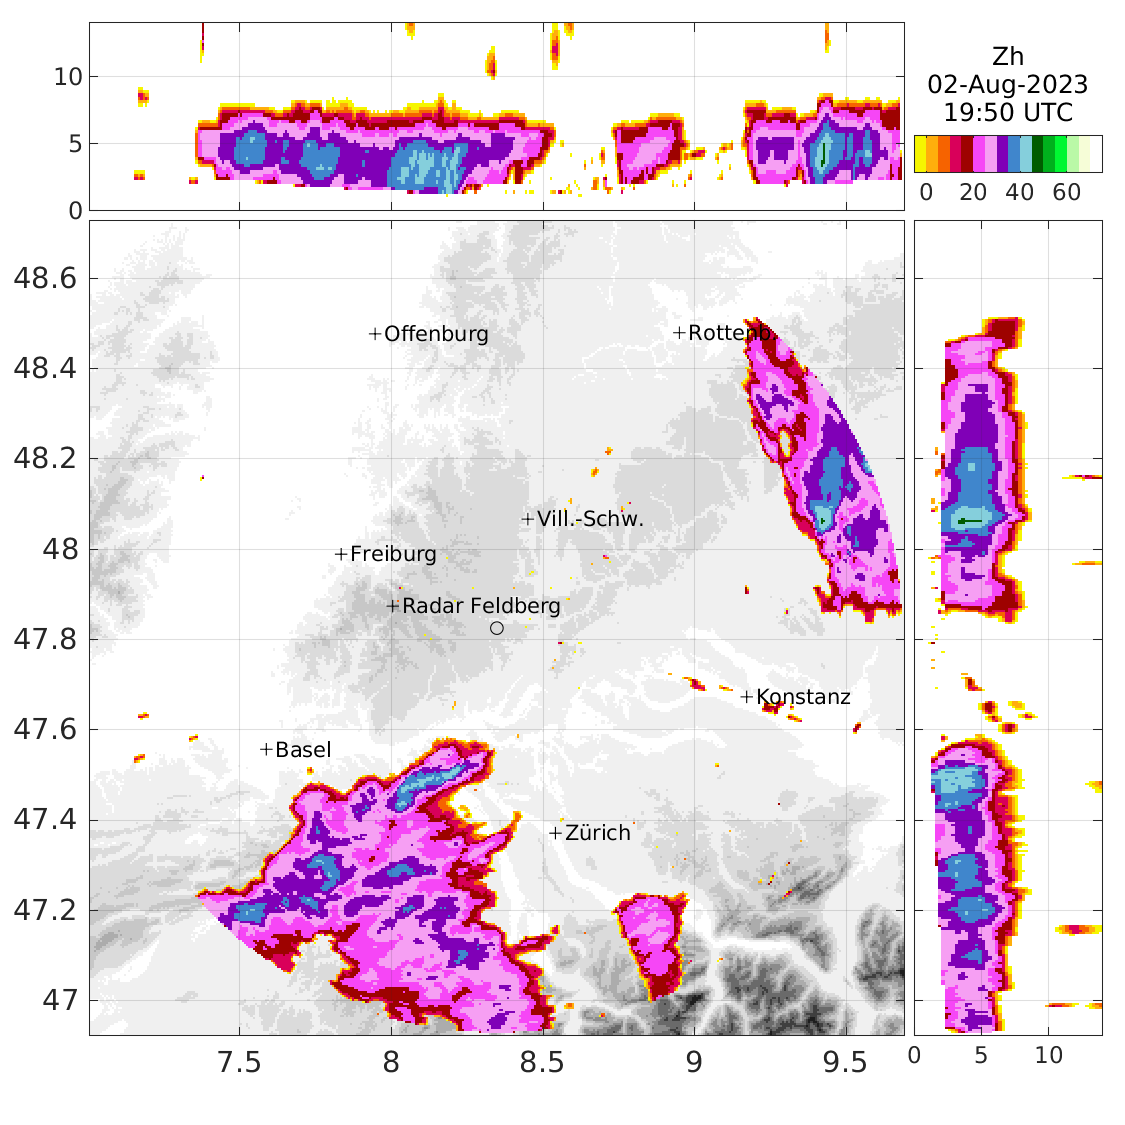 10
5
0
Zh
02-Aug-2023
19:50 UTC
0 20 40 60
48.6
48.4
48.2
48
47.8
47.6
47.4
47.2
47
+Offenburg
+Rottenb
+Vill.-Schw.
+Freiburg
+Radar Feldberg
+Konstanz
+Basel
+Zürich
7.5 8 8.5 9 9.5
0 5 10